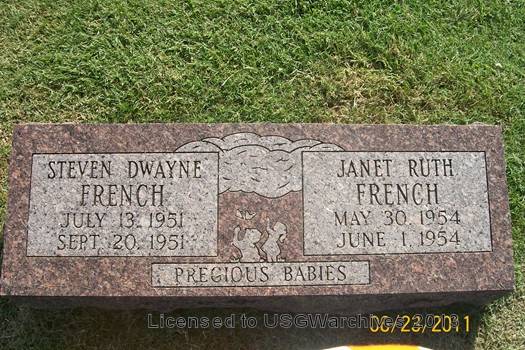 STEVEN DWAYNE
FRENCH
JULY 13, 1951
SEPT. 20, 1951
JANET RUTH
FRENCH
MAY 30, 1954
JUNE 1, 1954
PRECIOUS BABIES
Licensed to USGWarchives 2013
06/23/2011